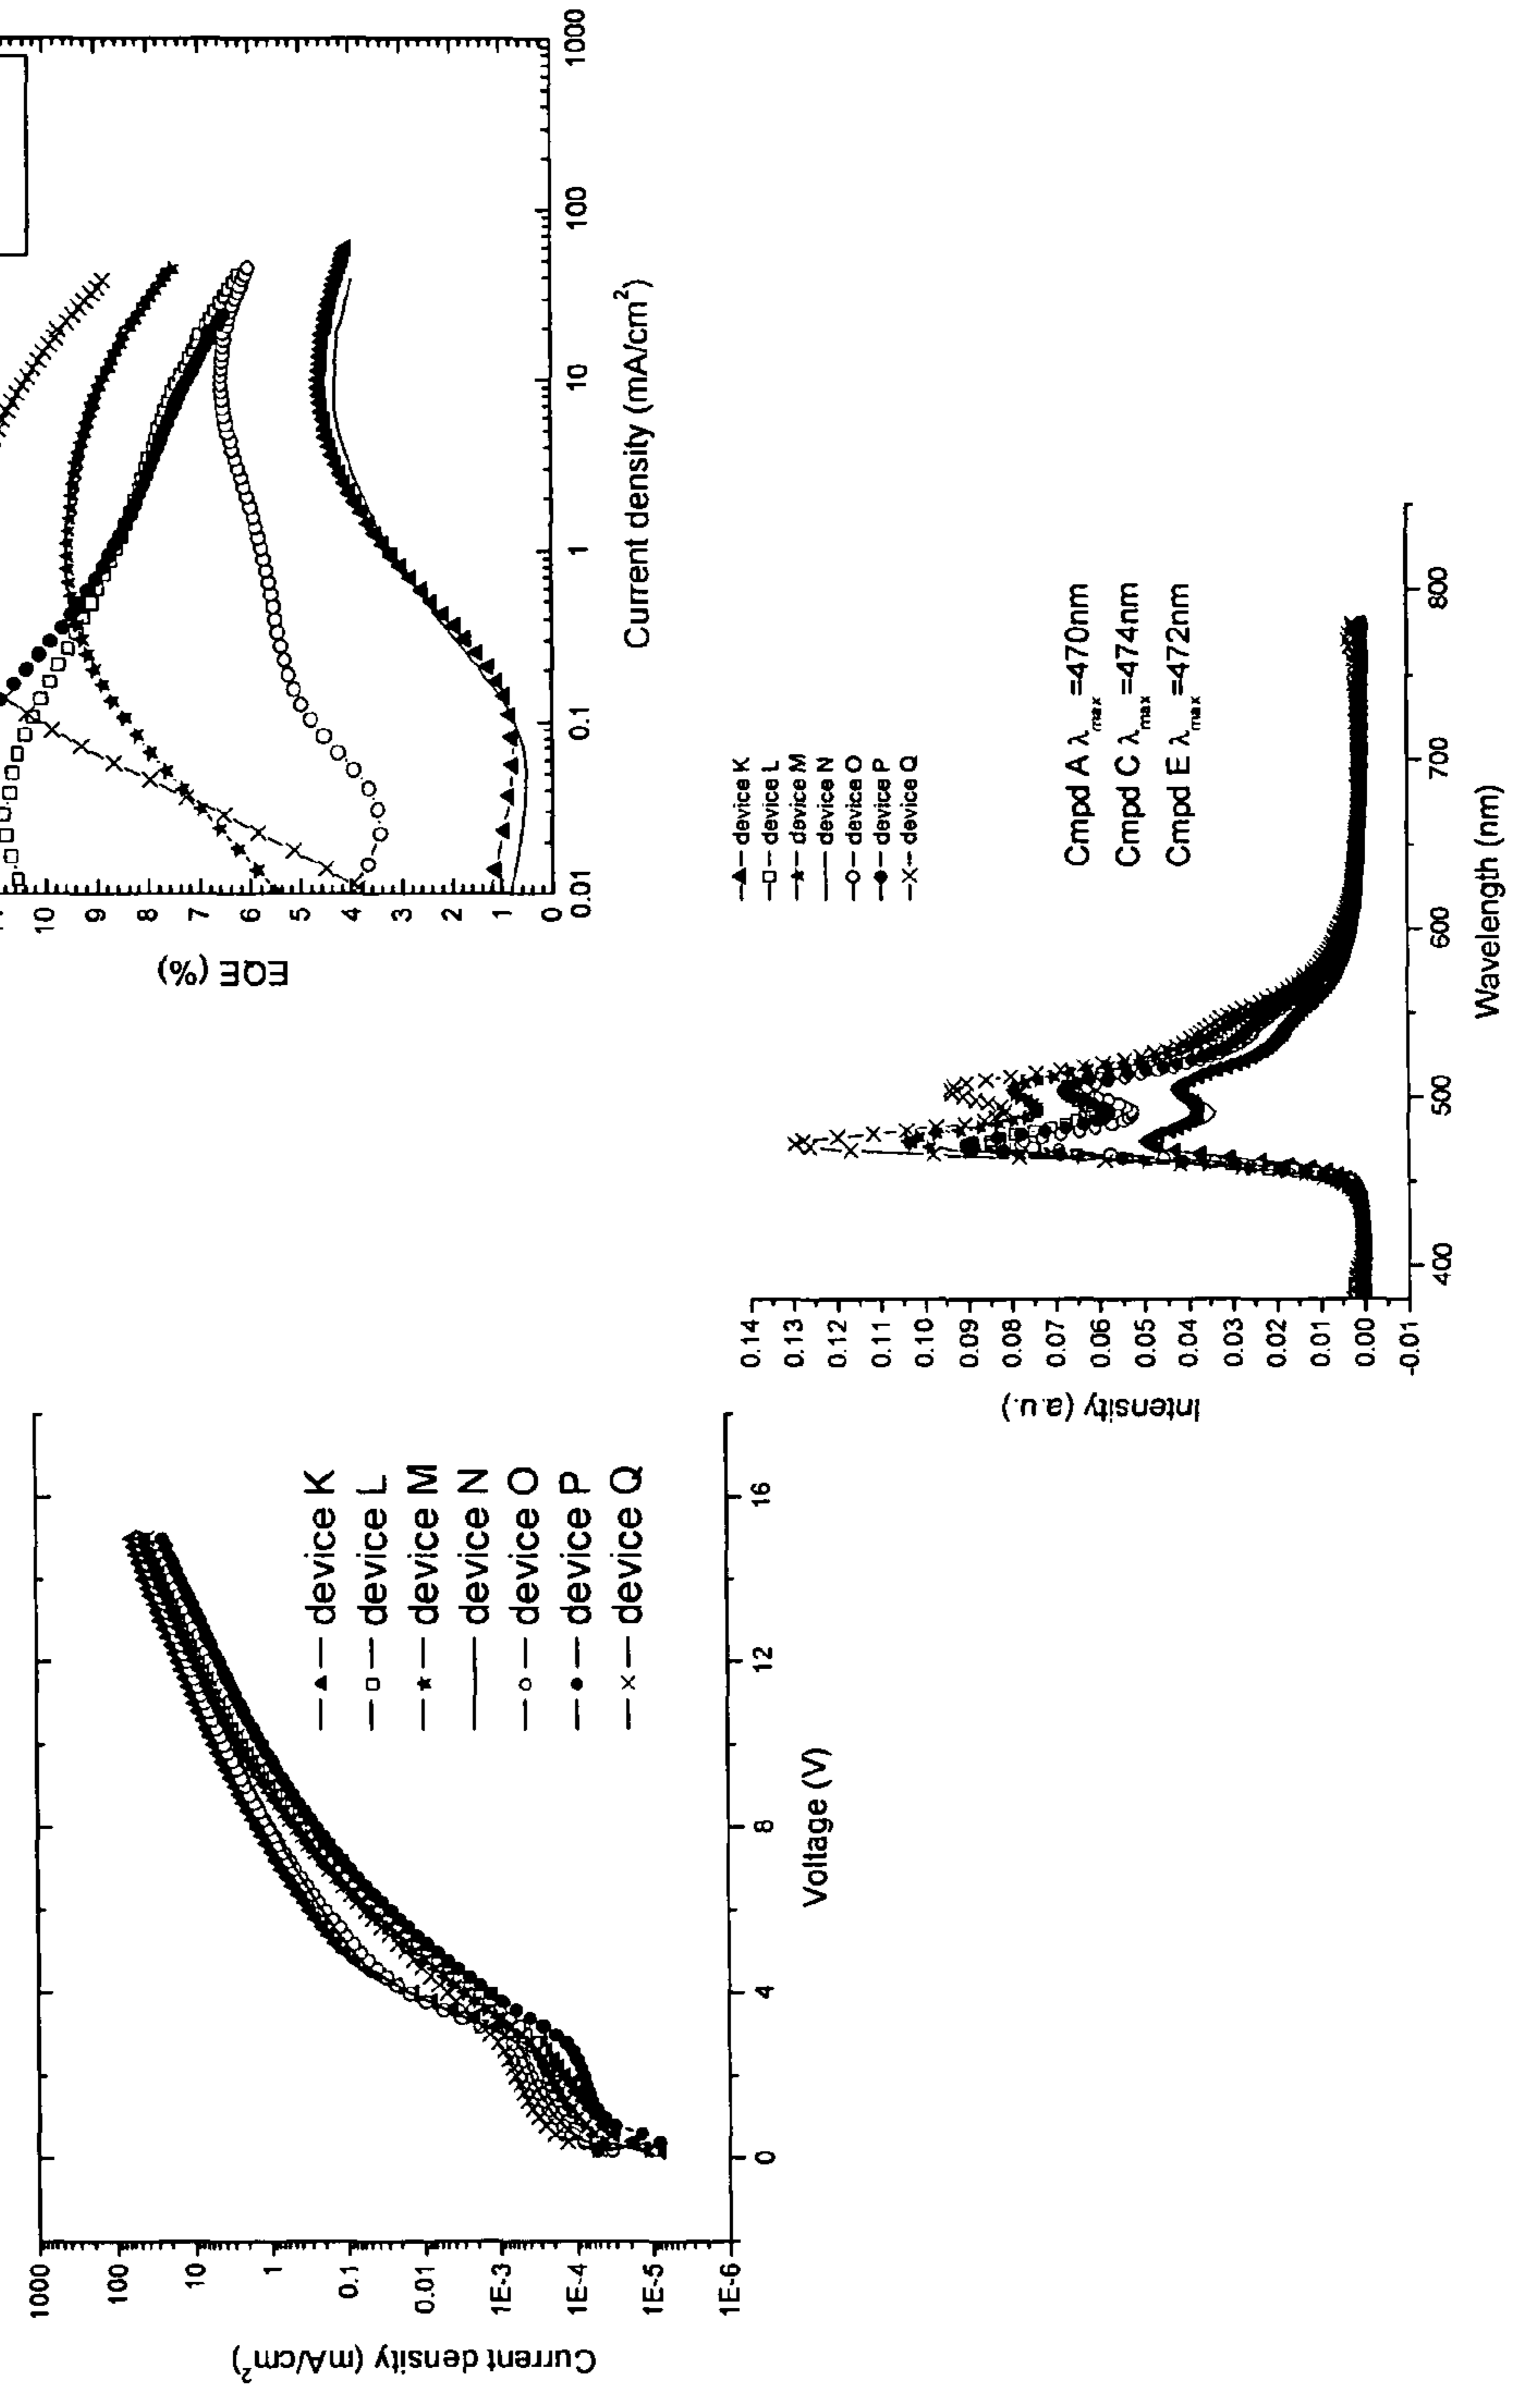 1000
100
10
1
0.1
0.01
1E-3
1E-4
1E-5
1E-6
Current density (mA/cm²)
0
4
8
12
16
Voltage (V)
device K
device L
device M
device N
device O
device P
device Q
10
9
8
7
6
5
4
3
2
1
0
EQE (%)
0.01
0.1
1
10
100
1000
Current density (mA/cm²)
0.14
0.13
0.12
0.11
0.10
0.09
0.08
0.07
0.06
0.05
0.04
0.03
0.02
0.01
0.00
-0.01
Intensity (a.u.)
400
500
600
700
800
Wavelength (nm)
device K
device L
device M
device N
device O
device P
device Q
Cmpd A λmax =470nm
Cmpd C λmax =474nm
Cmpd E λmax =472nm